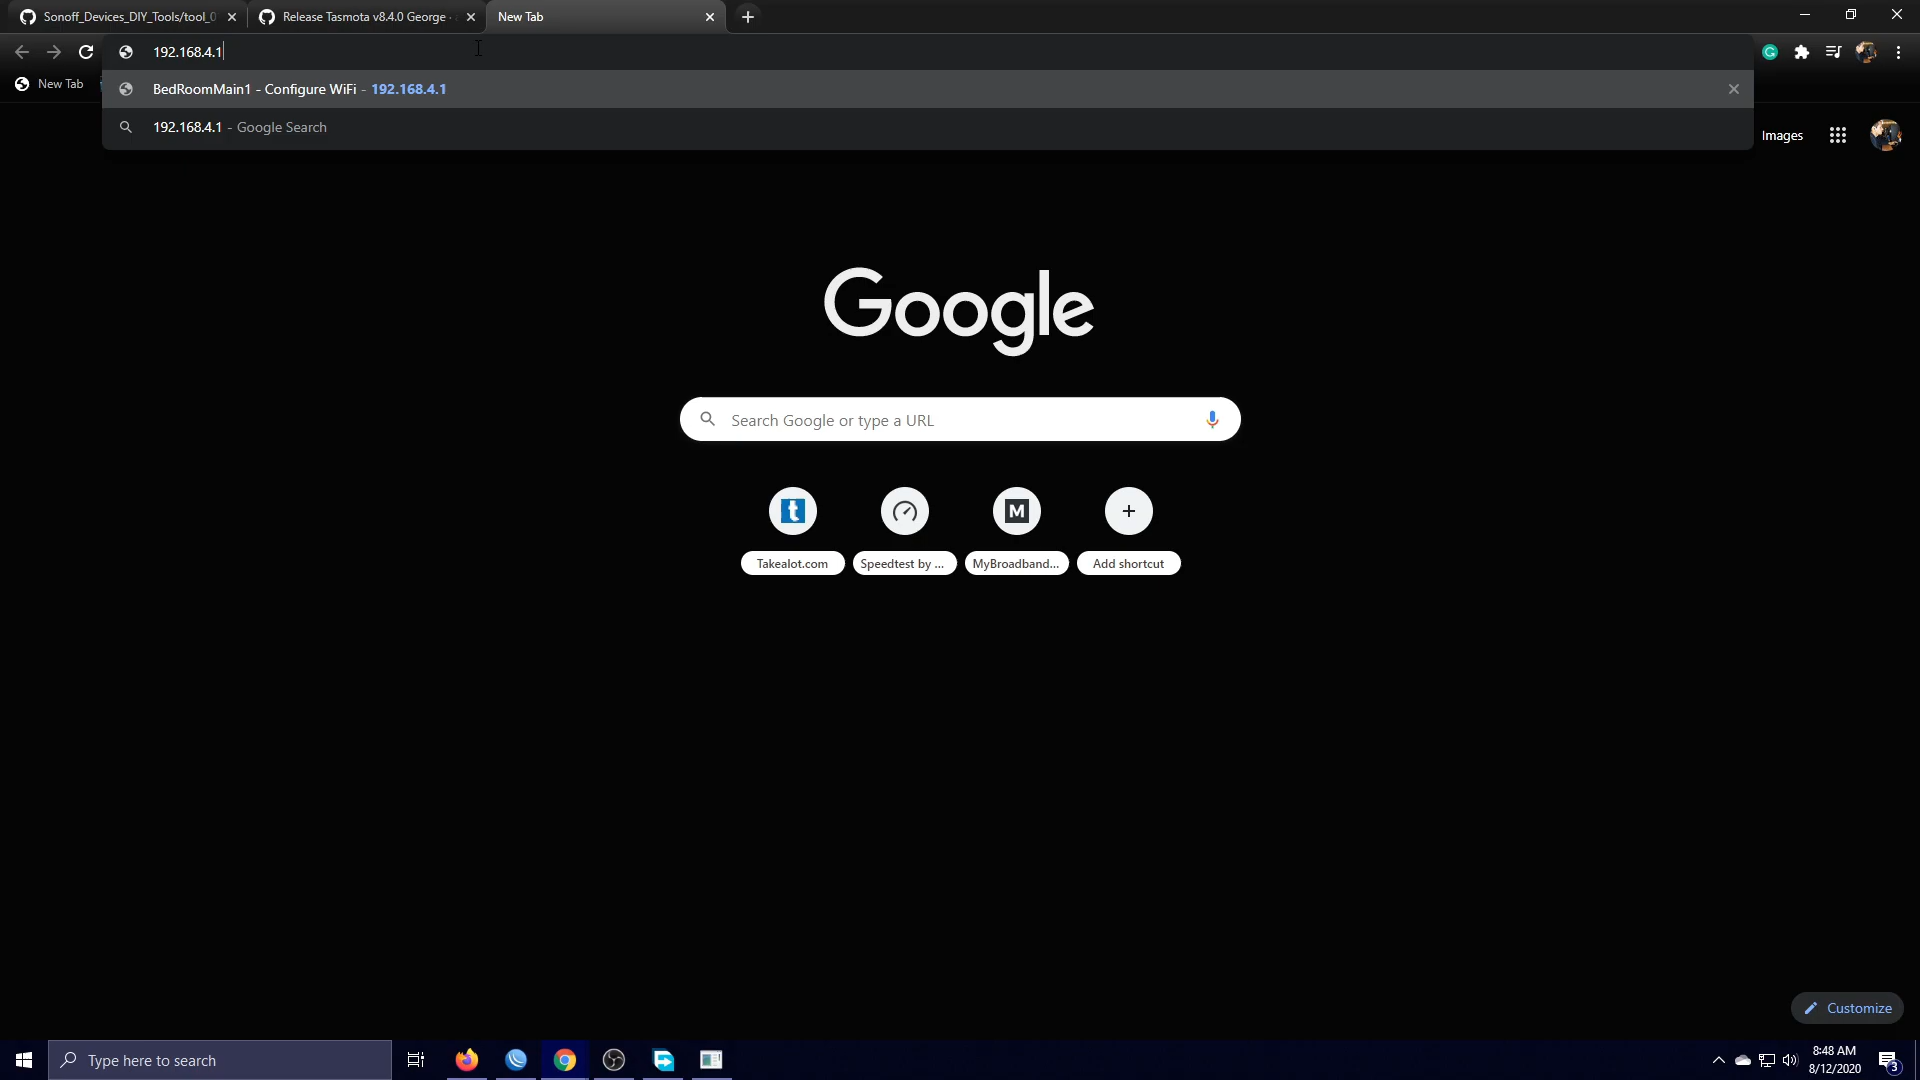 Sonoff_Devices_DIY_Tools/tool_0
Release Tasmota v8.4.0 George ·
New Tab
192.168.4.1
New Tab
BedRoomMain1 - Configure WiFi - 192.168.4.1
192.168.4.1 - Google Search
Images
Google
Search Google or type a URL
t
M
Takealot.com
Speedtest by ...
MyBroadband...
Add shortcut
Customize
Type here to search
8:48 AM
8/12/2020
3